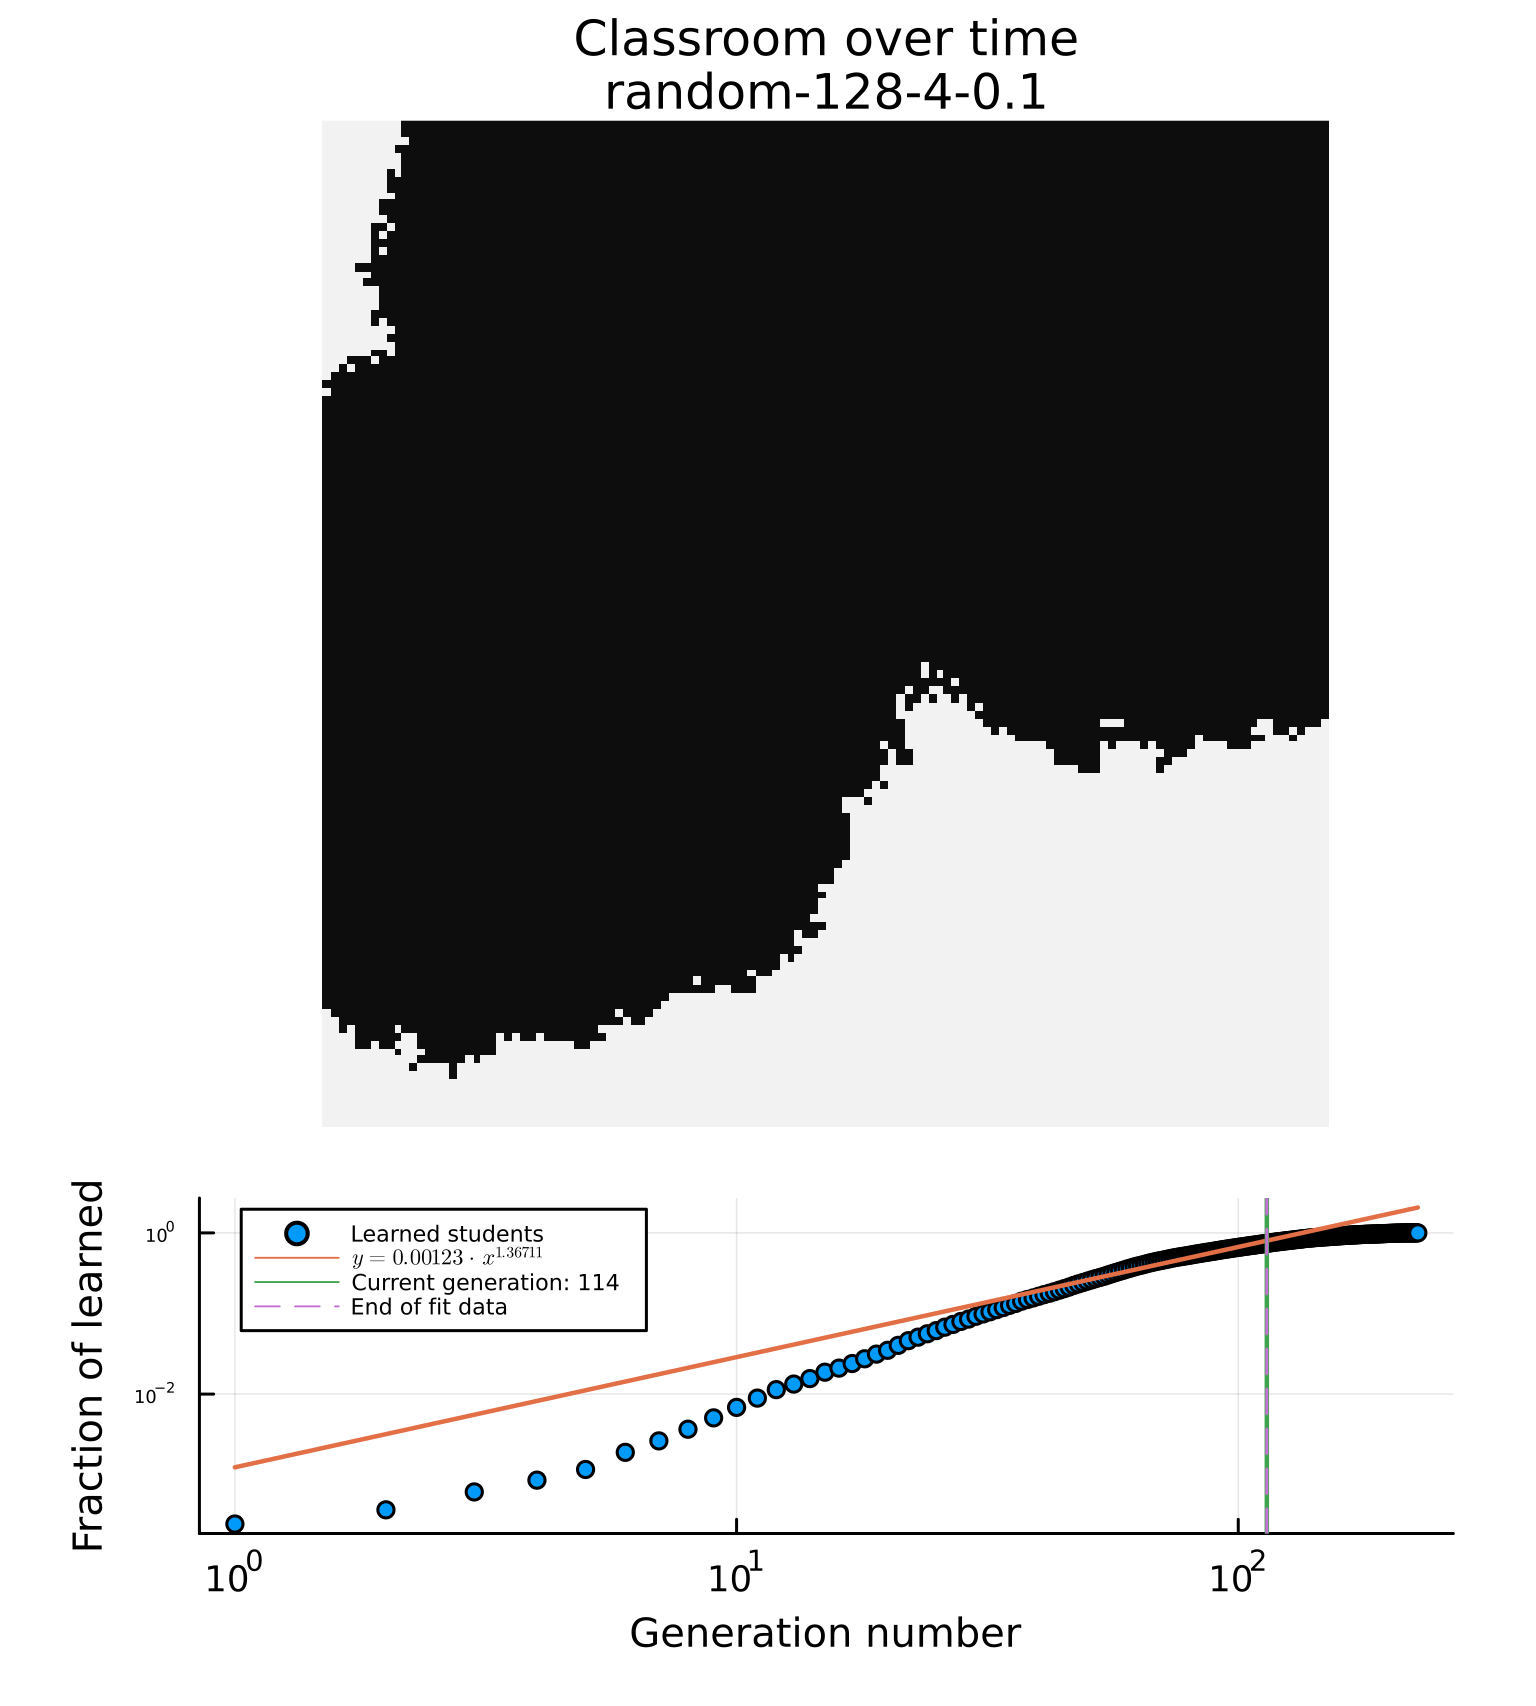 Classroom over time
random-128-4-0.1
Fraction of learned
10⁰
10⁻²
Learned students
y = 0.00123 · x^1.36711
Current generation: 114
End of fit data
10⁰ 10¹ 10²
Generation number